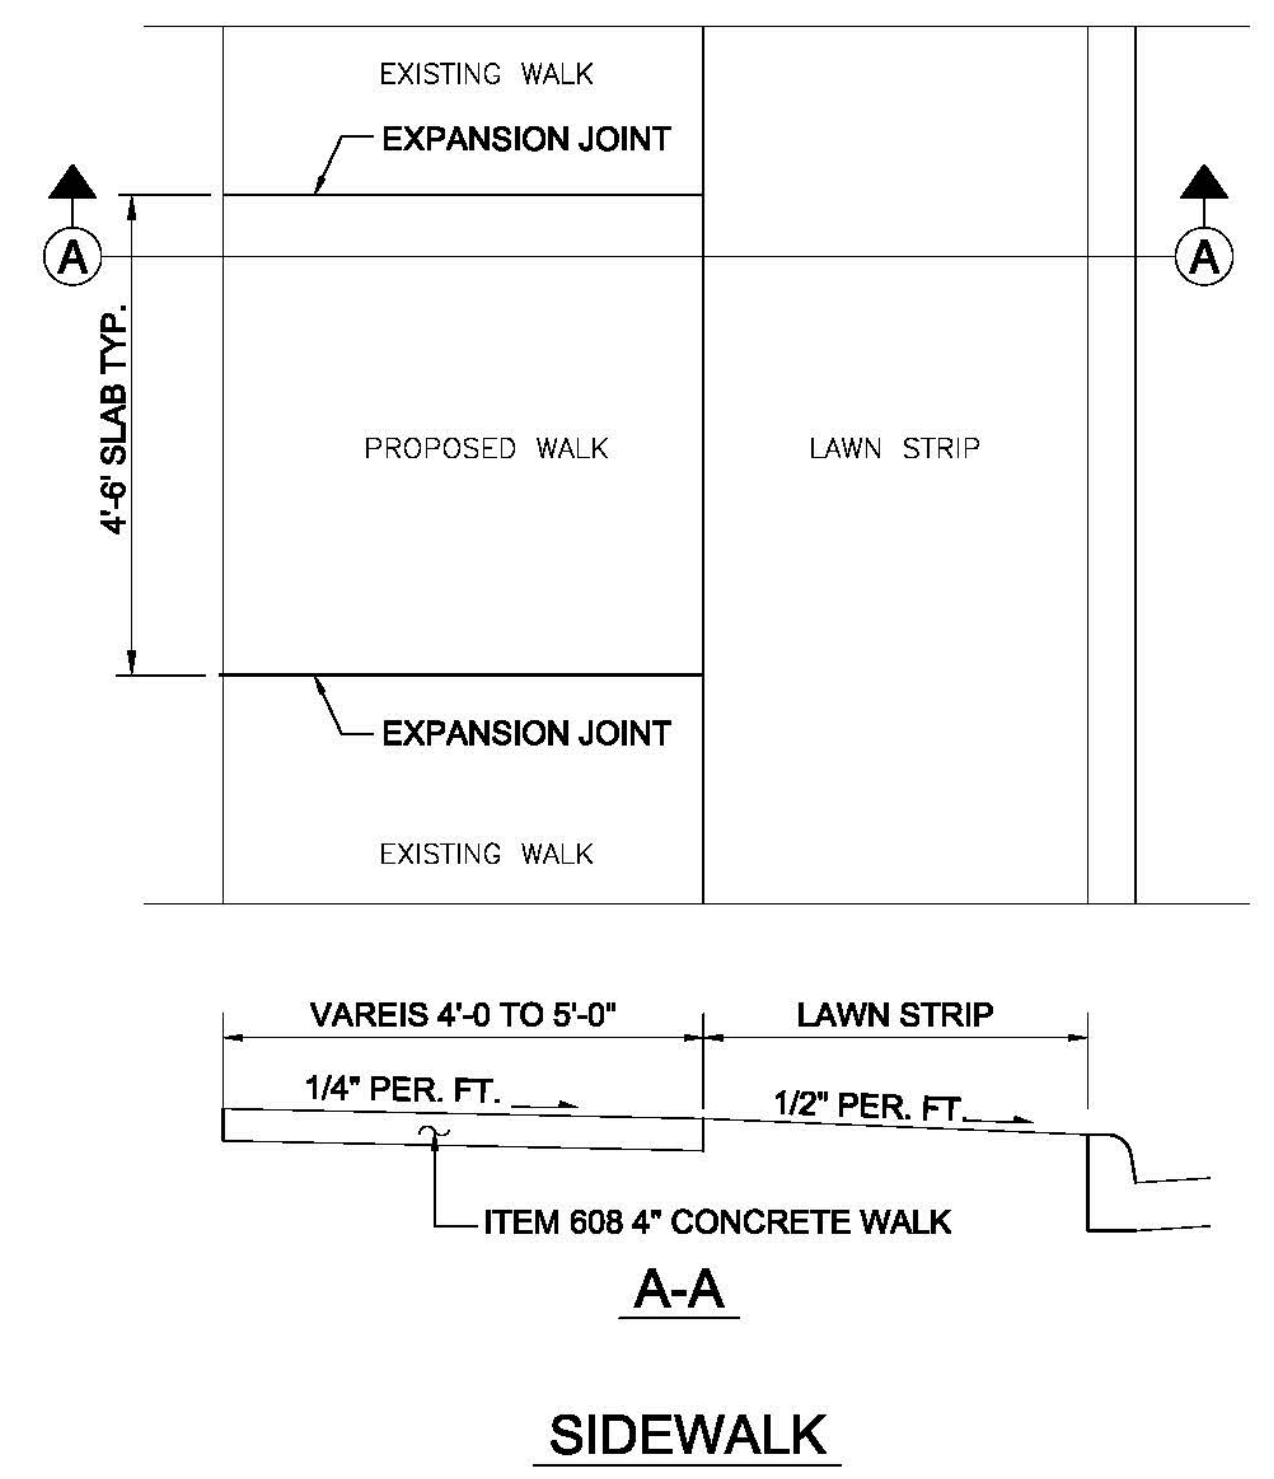 EXISTING WALK
EXPANSION JOINT
A
A
4'-6' SLAB TYP.
PROPOSED WALK
LAWN STRIP
EXPANSION JOINT
EXISTING WALK
VAREIS 4'-0 TO 5'-0"
LAWN STRIP
1/4" PER. FT.
1/2" PER. FT.
ITEM 608 4" CONCRETE WALK
A-A
SIDEWALK